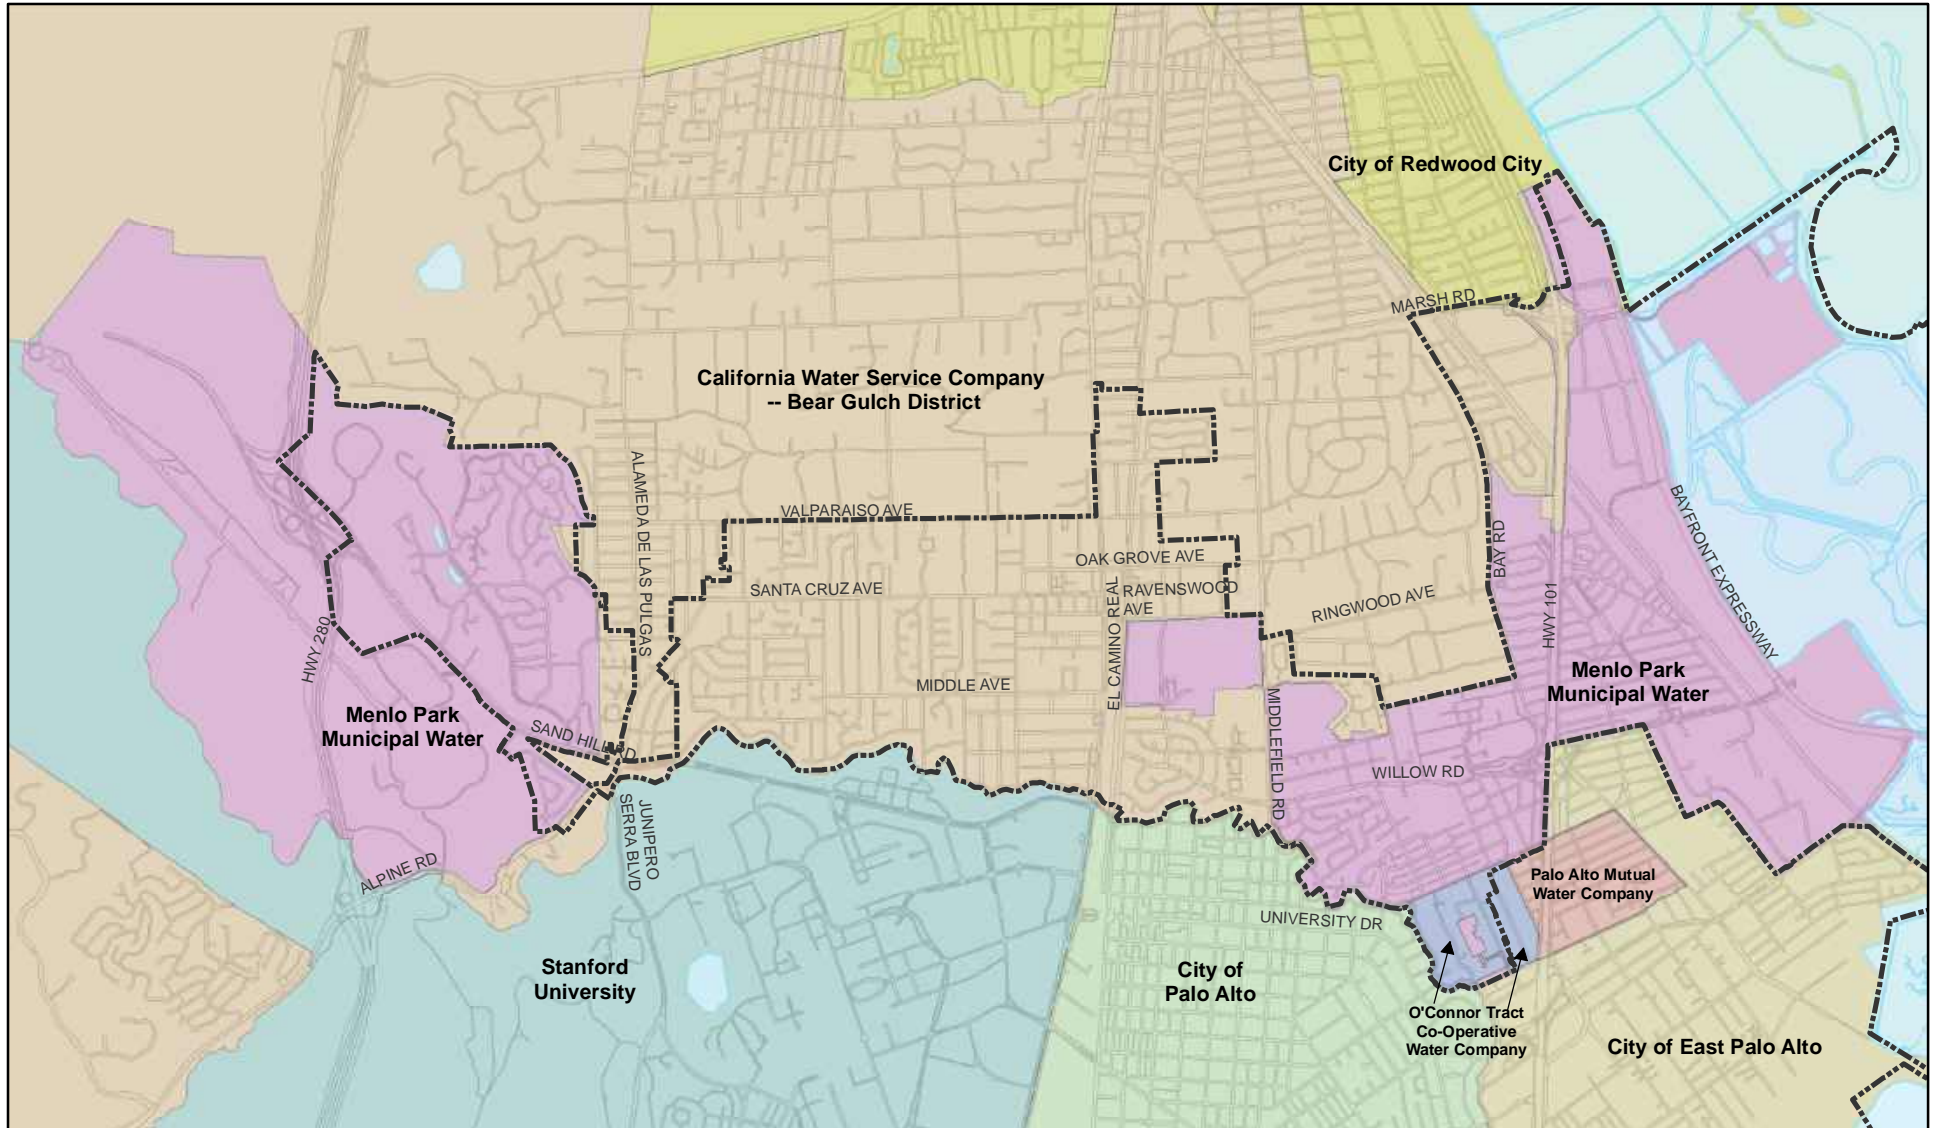 City of Redwood City
MARSH RD
California Water Service Company
-- Bear Gulch District
ALAMEDA DE LAS PULGAS
VALPARAISO AVE
BAYFRONT EXPRESSWAY
BAY RD
OAK GROVE AVE
SANTA CRUZ AVE
RAVENSWOOD
AVE
EL CAMINO REAL
RINGWOOD AVE
HWY 101
HWY 280
MIDDLE AVE
Menlo Park
Municipal Water
Menlo Park
Municipal Water
SAND HILL RD
MIDDLEFIELD RD
WILLOW RD
JUNIPERO
SERRA BLVD
ALPINE RD
Palo Alto Mutual
Water Company
UNIVERSITY DR
Stanford
University
City of
Palo Alto
O'Connor Tract
Co-Operative
Water Company
City of East Palo Alto